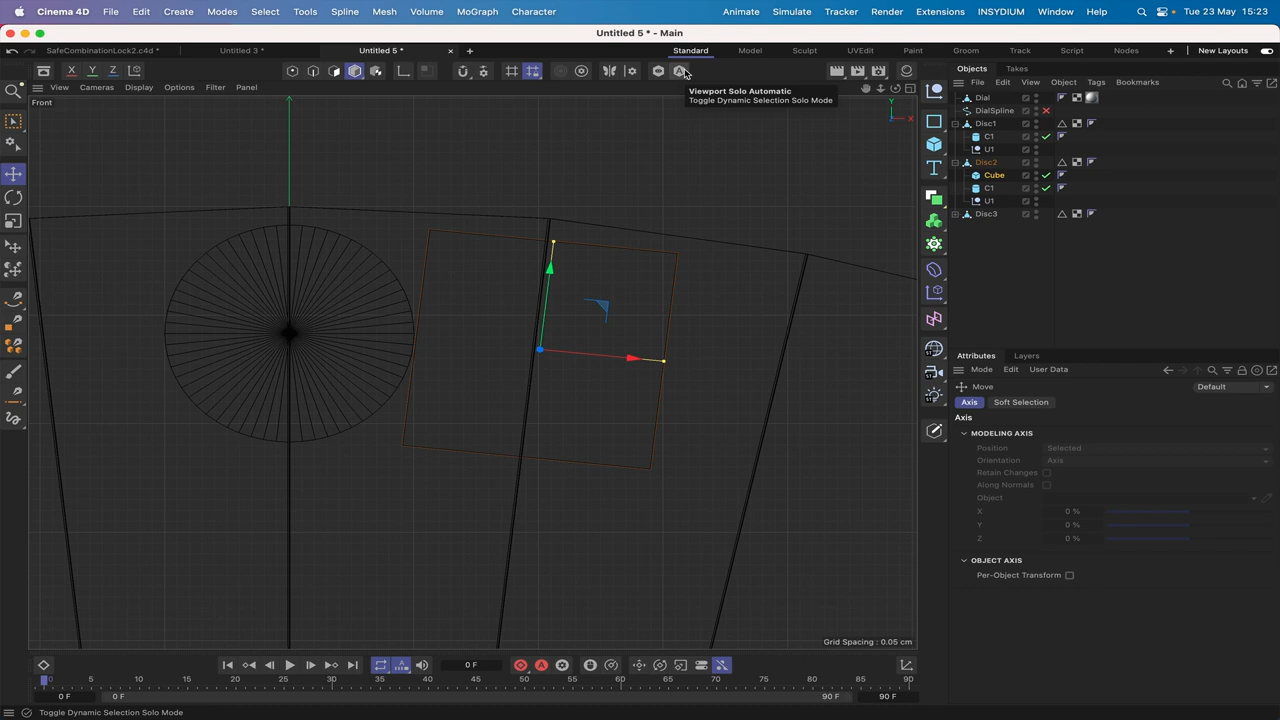 Cinema 4D File Edit Create Modes Select Tools Spline Mesh Volume MoGraph Character Animate Simulate Tracker Render Extensions INSYDIUM Window Help Tue 23 May 15:23
Untitled 5 * - Main
SafeCombinationLock2.c4d * Untitled 3 * Untitled 5 * Standard Model Sculpt UVEdit Paint Groom Track Script Nodes New Layouts
Objects Takes
View Cameras Display Options Filter Panel
File Edit View Object Tags Bookmarks
Viewport Solo Automatic
Toggle Dynamic Selection Solo Mode
Front
Y
X
Dial
DialSpline
Disc1
C1
U1
Disc2
Cube
C1
U1
Disc3
Attributes Layers
Mode Edit User Data
Move Default
Axis Soft Selection
Axis
MODELING AXIS
Position Selected
Orientation Axis
Retain Changes
Along Normals
Object
X 0 %
Y 0 %
Z 0 %
OBJECT AXIS
Per-Object Transform
Grid Spacing : 0.05 cm
0 F
0 5 10 15 20 25 30 35 40 45 50 55 60 65 70 75 80 85 90
0 F 0 F 90 F 90 F
Toggle Dynamic Selection Solo Mode